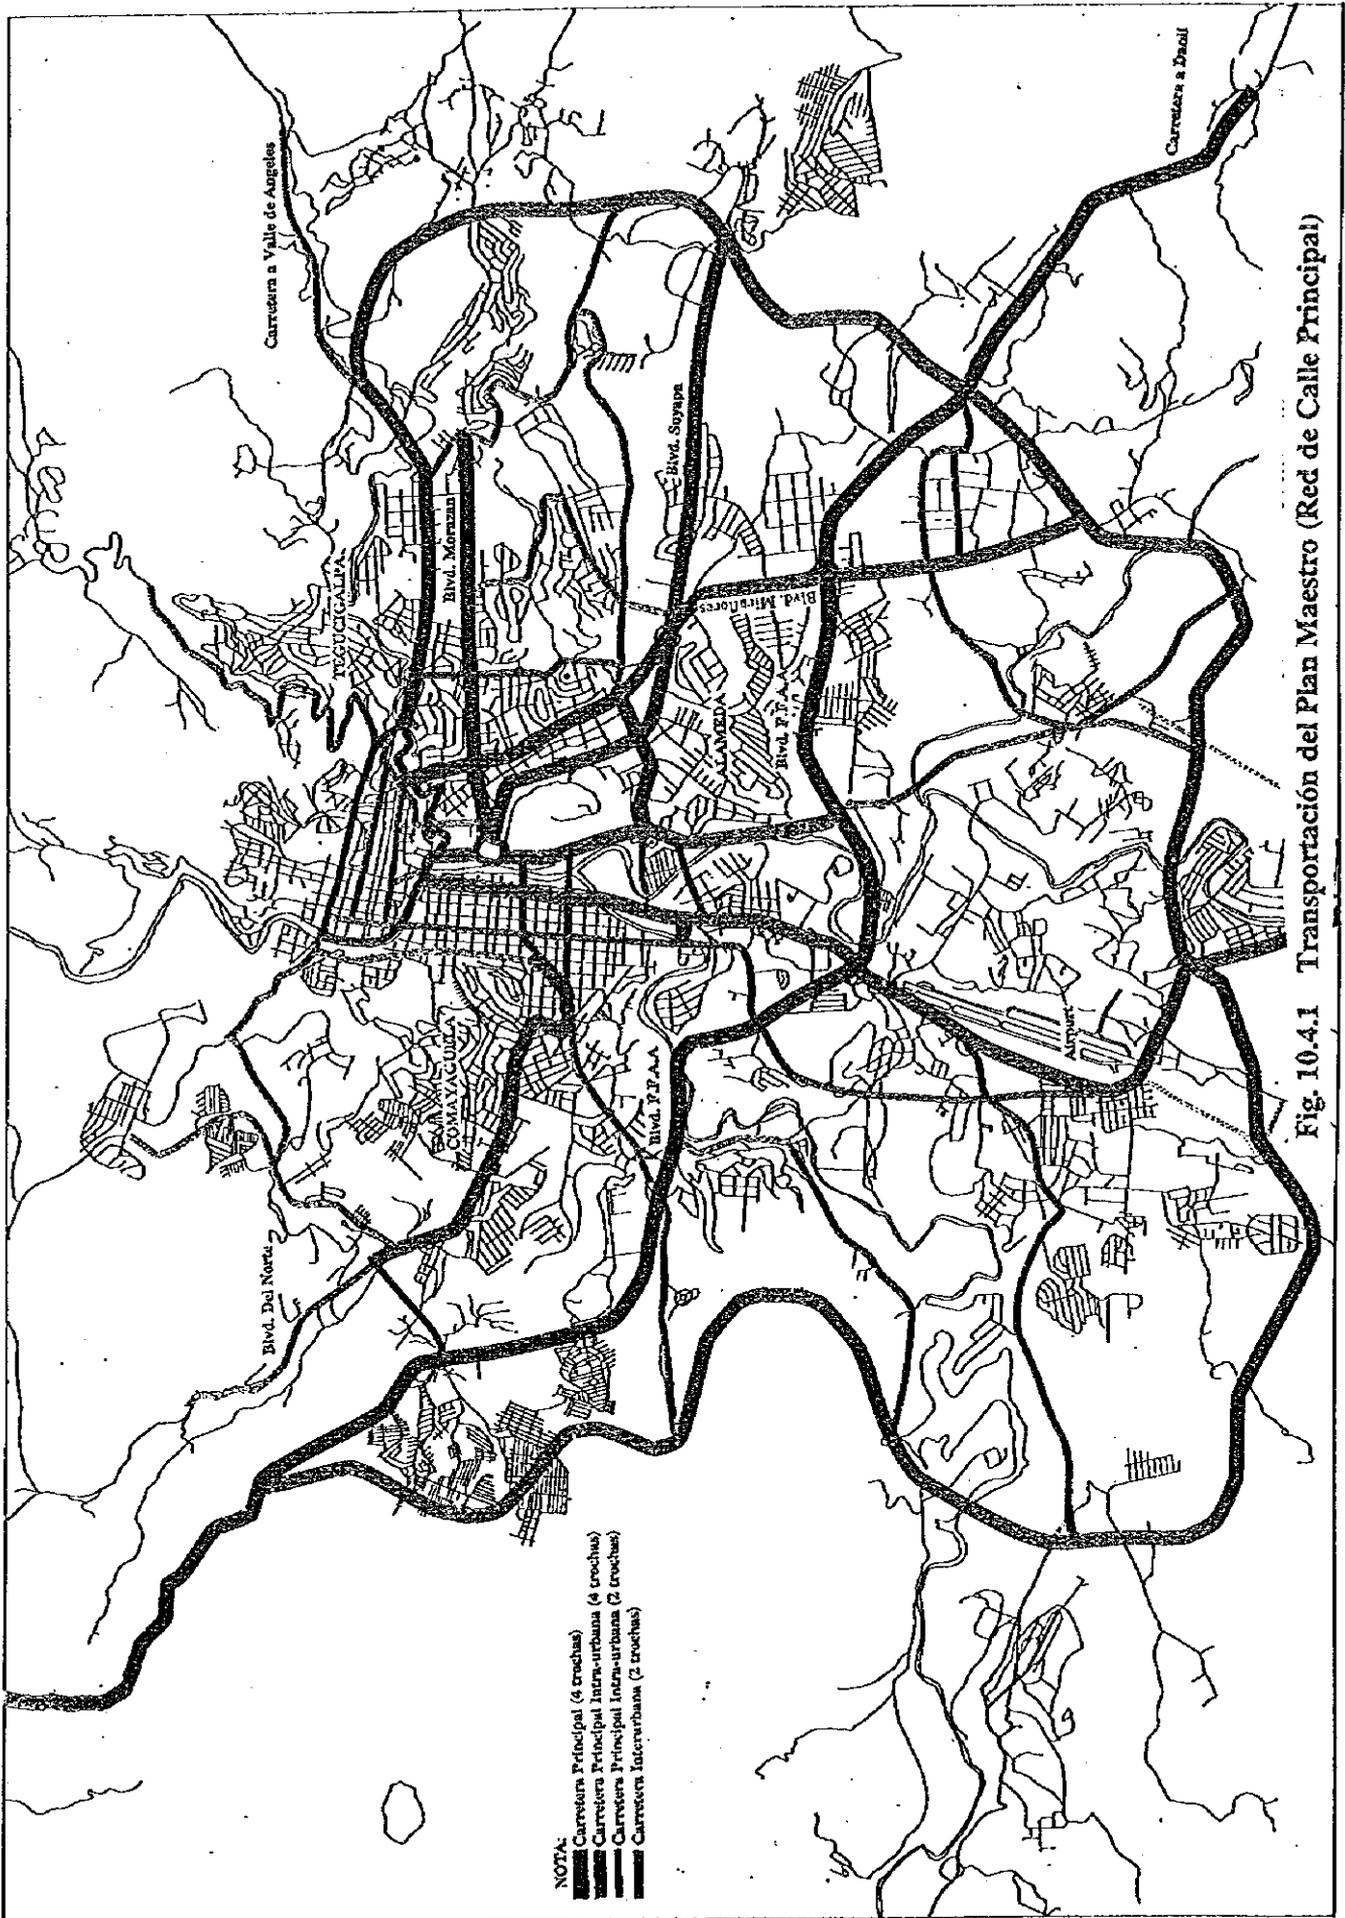 Carretera a Valle de Angeles
Carretera a Danlí
TEGUCIGALPA
Blvd. Morazan
Blvd. Suyapa
Blvd. Miraflores
LAMEDA
Blvd. F.F.A.A
COMAYAGUELA
Blvd. F.F.A.A
Airport
Blvd. Del Norte
NOTA:
Carretera Principal (4 trochas)
Carretera Principal Intra-urbana (4 trochas)
Carretera Principal Intra-urbana (2 trochas)
Carretera Interurbana (2 trochas)
Fig. 10.4.1 Transportación del Plan Maestro (Red de Calle Principal)